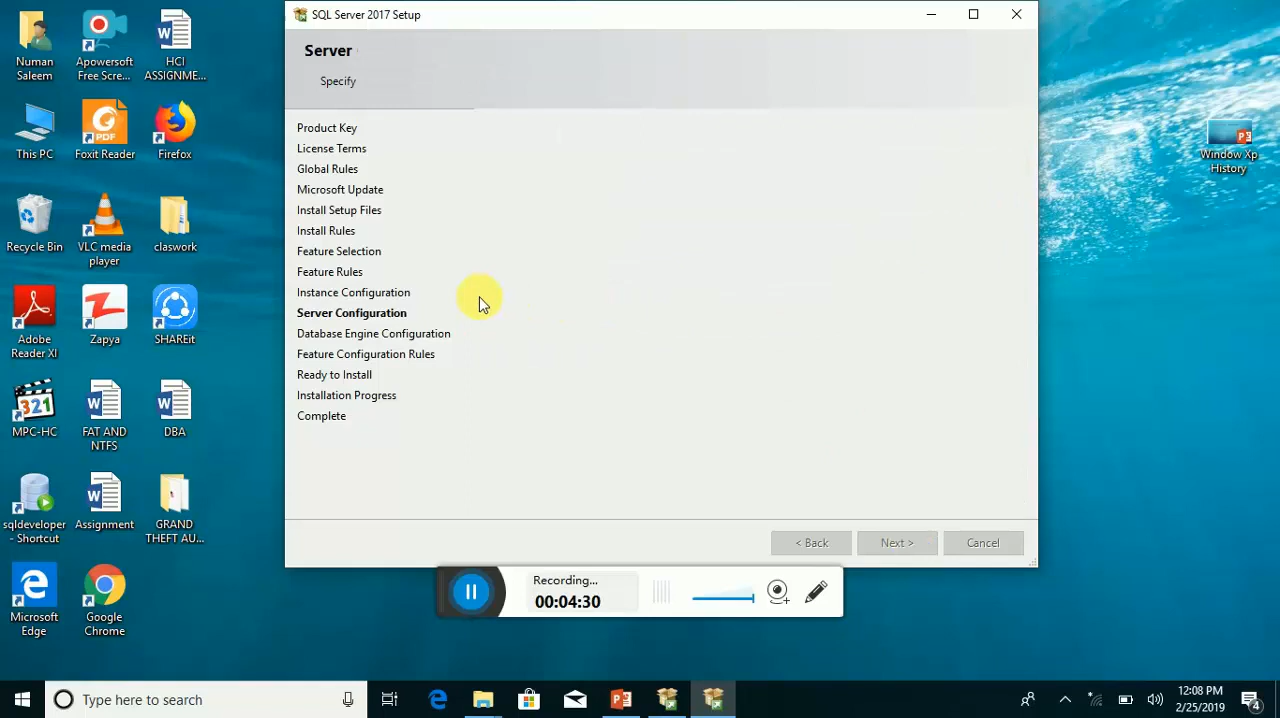 Numan
Saleem
Apowersoft
Free Scre...
HCI
ASSIGNME...
This PC
PDF
Foxit Reader
Firefox
Recycle Bin
VLC media
player
claswork
Adobe
Reader XI
Zapya
SHAREit
321
MPC-HC
FAT AND
NTFS
DBA
sqldeveloper
- Shortcut
Assignment
GRAND
THEFT AU...
Microsoft
Edge
Google
Chrome
SQL Server 2017 Setup
Server
Specify
Product Key
License Terms
Global Rules
Microsoft Update
Install Setup Files
Install Rules
Feature Selection
Feature Rules
Instance Configuration
Server Configuration
Database Engine Configuration
Feature Configuration Rules
Ready to Install
Installation Progress
Complete
< Back
Next >
Cancel
Recording...
00:04:30
Window Xp
History
Type here to search
12:08 PM
2/25/2019
4